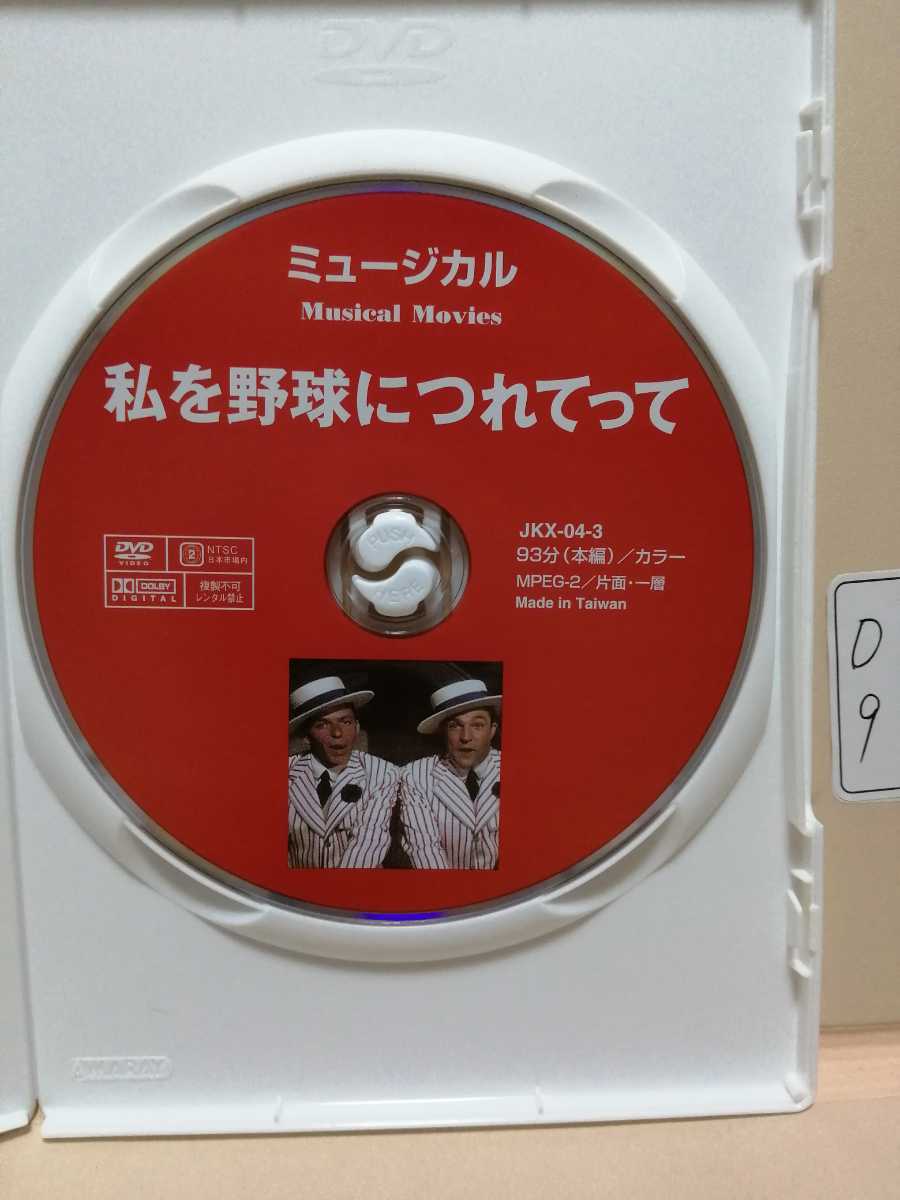 DVD
ミュージカル
Musical Movies
私を野球につれてって
DVD
VIDEO
2
NTSC
日本市場内
DOLBY
DIGITAL
複製不可
レンタル禁止
PUSH
HERE
JKX-04-3
93分(本編)/カラー
MPEG-2/片面・一層
Made in Taiwan
D
9
AMARAY